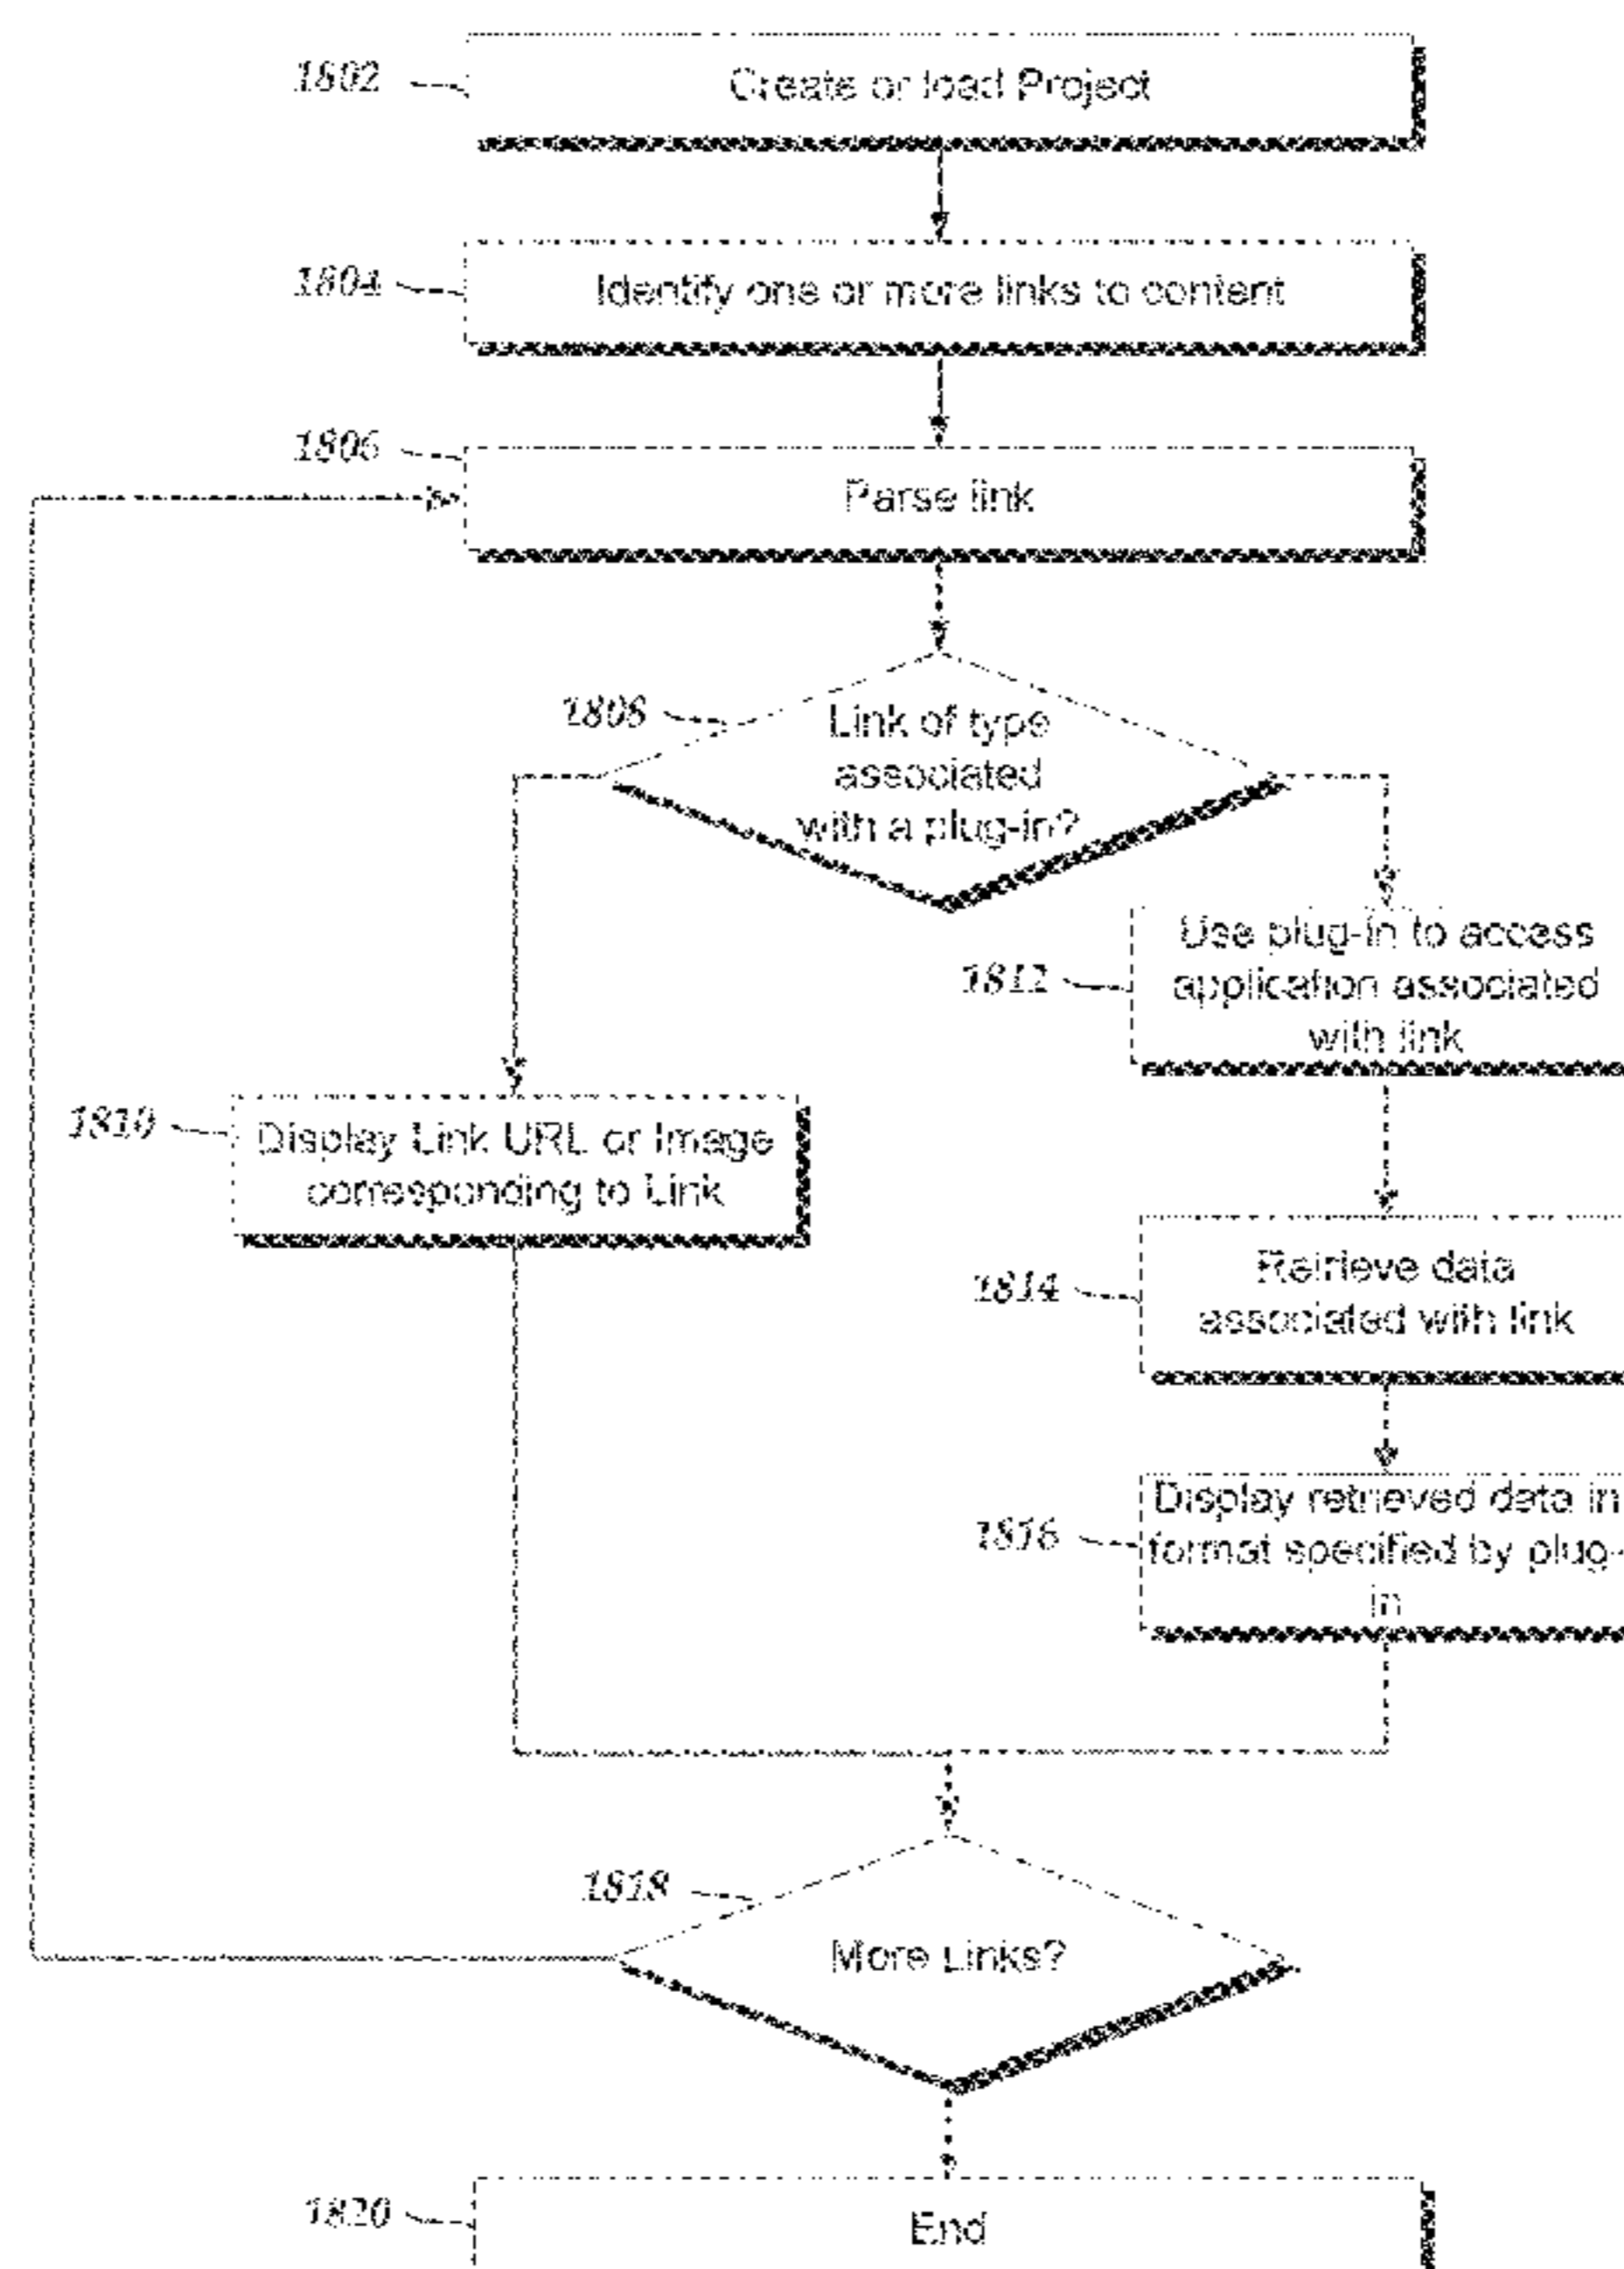 1802
Create or load Project
1804
Identify one or more links to content
1806
Parse link
1808
Link of type
associated
with a plug-in?
1812
Use plug-in to access
application associated
with link
1810
Display Link URL or Image
corresponding to Link
1814
Retrieve data
associated with link
1816
Display retrieved data in
format specified by plug-
in
1818
More Links?
1820
End